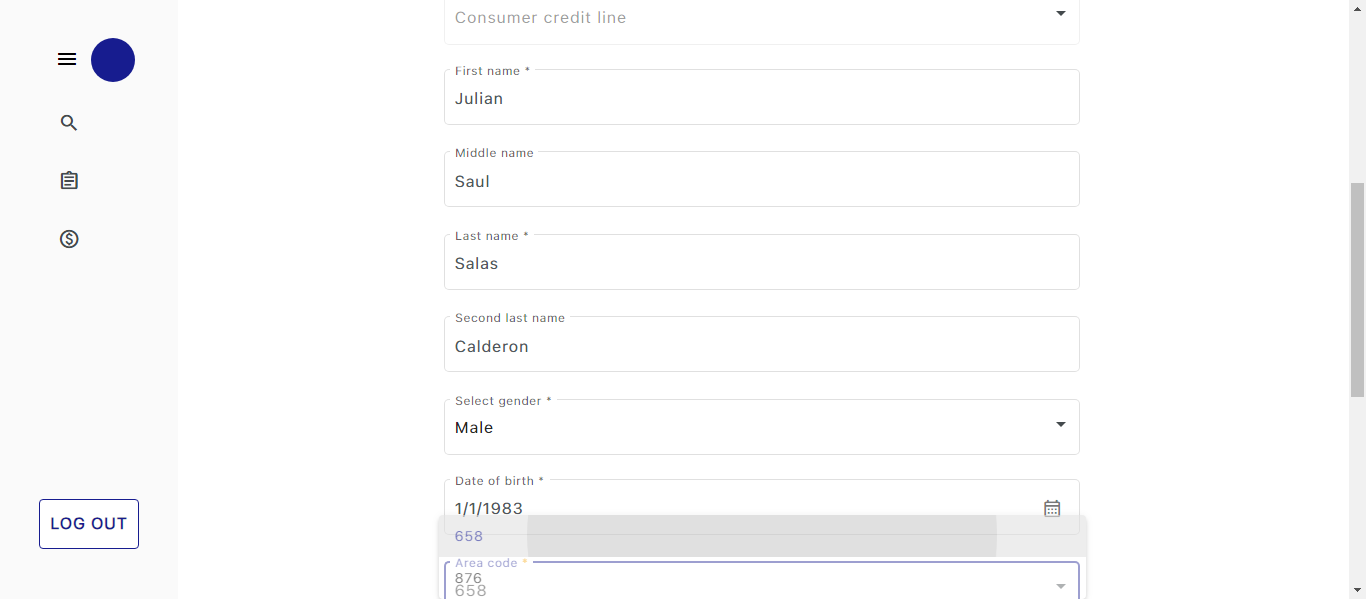 Consumer credit line
First name *
Julian
Middle name
Saul
Last name *
Salas
Second last name
Calderon
Select gender *
Male
Date of birth *
1/1/1983
658
Area code *
876
658
LOG OUT